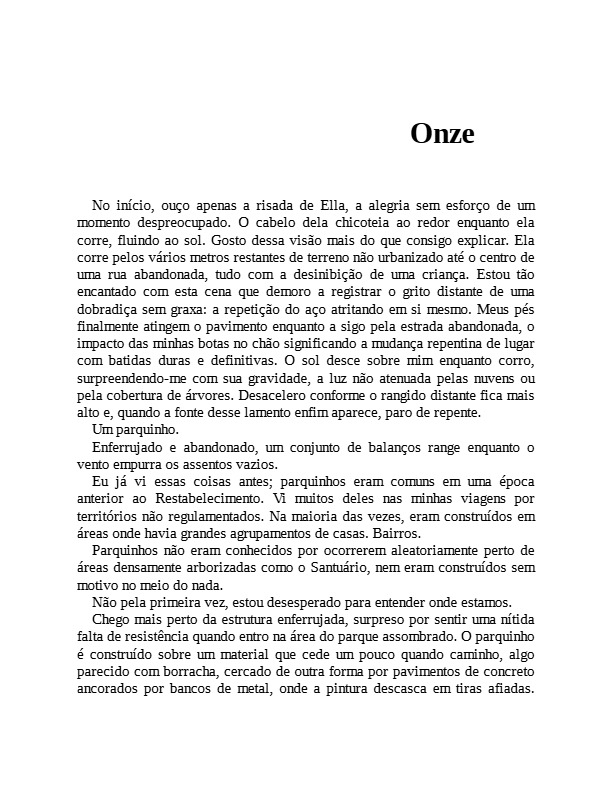 Onze
No início, ouço apenas a risada de Ella, a alegria sem esforço de um
momento despreocupado. O cabelo dela chicoteia ao redor enquanto ela
corre, fluindo ao sol. Gosto dessa visão mais do que consigo explicar. Ela
corre pelos vários metros restantes de terreno não urbanizado até o centro de
uma rua abandonada, tudo com a desinibição de uma criança. Estou tão
encantado com esta cena que demoro a registrar o grito distante de uma
dobradiça sem graxa: a repetição do aço atritando em si mesmo. Meus pés
finalmente atingem o pavimento enquanto a sigo pela estrada abandonada, o
impacto das minhas botas no chão significando a mudança repentina de lugar
com batidas duras e definitivas. O sol desce sobre mim enquanto corro,
surpreendendo-me com sua gravidade, a luz não atenuada pelas nuvens ou
pela cobertura de árvores. Desacelero conforme o rangido distante fica mais
alto e, quando a fonte desse lamento enfim aparece, paro de repente.
Um parquinho.
Enferrujado e abandonado, um conjunto de balanços range enquanto o
vento empurra os assentos vazios.
Eu já vi essas coisas antes; parquinhos eram comuns em uma época
anterior ao Restabelecimento. Vi muitos deles nas minhas viagens por
territórios não regulamentados. Na maioria das vezes, eram construídos em
áreas onde havia grandes agrupamentos de casas. Bairros.
Parquinhos não eram conhecidos por ocorrerem aleatoriamente perto de
áreas densamente arborizadas como o Santuário, nem eram construídos sem
motivo no meio do nada.
Não pela primeira vez, estou desesperado para entender onde estamos.
Chego mais perto da estrutura enferrujada, surpreso por sentir uma nítida
falta de resistência quando entro na área do parque assombrado. O parquinho
é construído sobre um material que cede um pouco quando caminho, algo
parecido com borracha, cercado de outra forma por pavimentos de concreto
ancorados por bancos de metal, onde a pintura descasca em tiras afiadas.